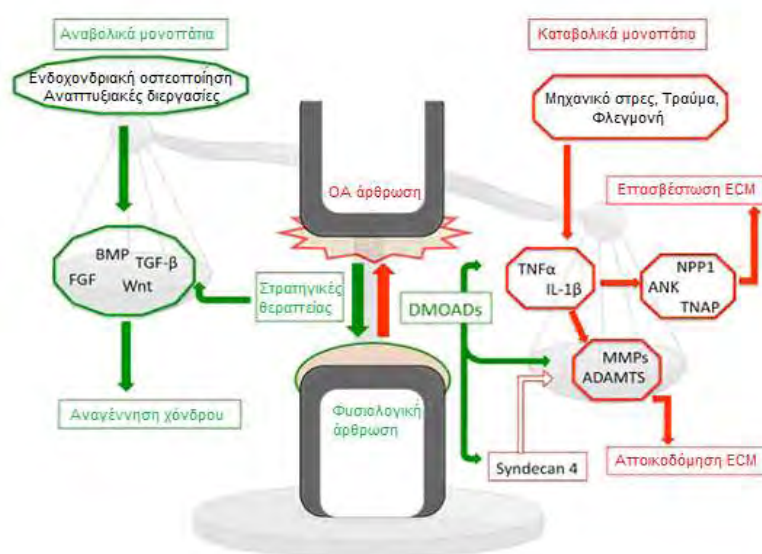 Αναβολικά μονοπάτια
Ενδοχονδριακή οστεοποίηση
Αναπτυξιακές διεργασίες
BMP
TGF-β
FGF
Wnt
Αναγέννηση χόνδρου
Στρατηγικές
θεραπείας
ΟΑ άρθρωση
Φυσιολογική
άρθρωση
DMOADs
Syndecan 4
Καταβολικά μονοπάτια
Μηχανικό στρες, Τραύμα,
Φλεγμονή
Επασβέστωση ECM
TNFα
IL-1β
NPP1
ANK
TNAP
MMPs
ADAMTS
Αποικοδόμηση ECM